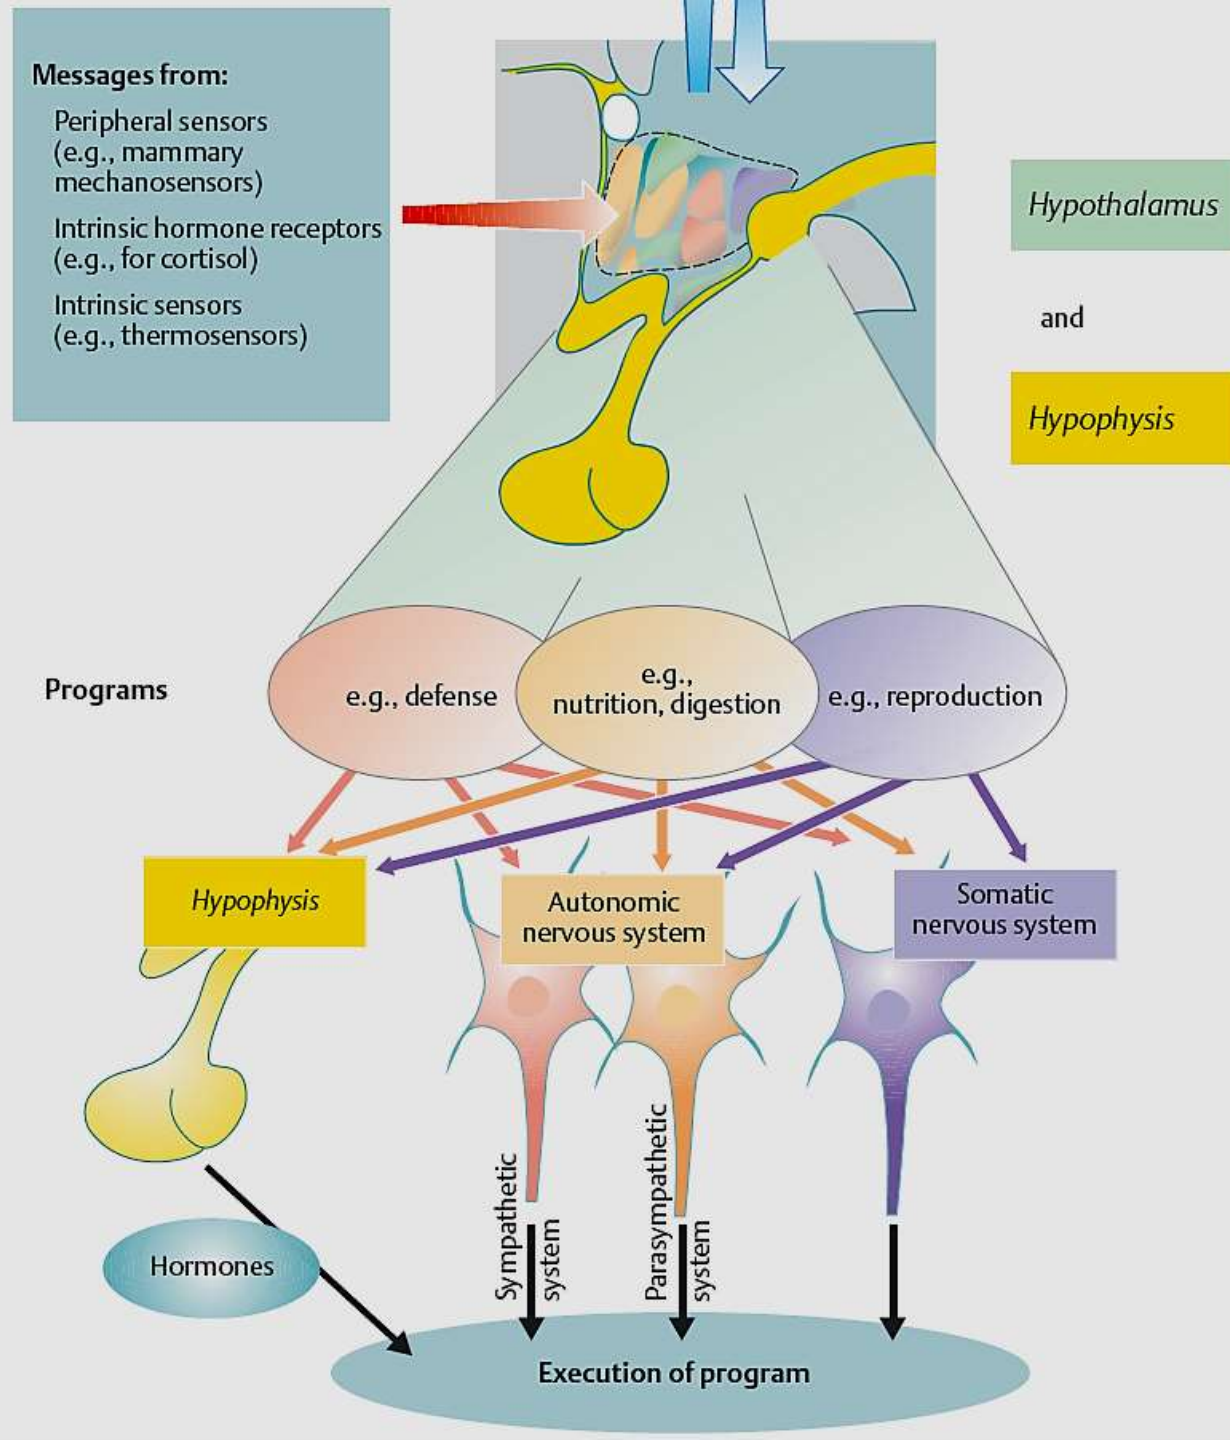 Messages from:
Peripheral sensors
(e.g., mammary
mechanosensors)
Intrinsic hormone receptors
(e.g., for cortisol)
Intrinsic sensors
(e.g., thermosensors)
Hypothalamus
and
Hypophysis
Programs
e.g., defense
e.g.,
nutrition, digestion
e.g., reproduction
Hypophysis
Autonomic
nervous system
Somatic
nervous system
Sympathetic
system
Parasympathetic
system
Hormones
Execution of program